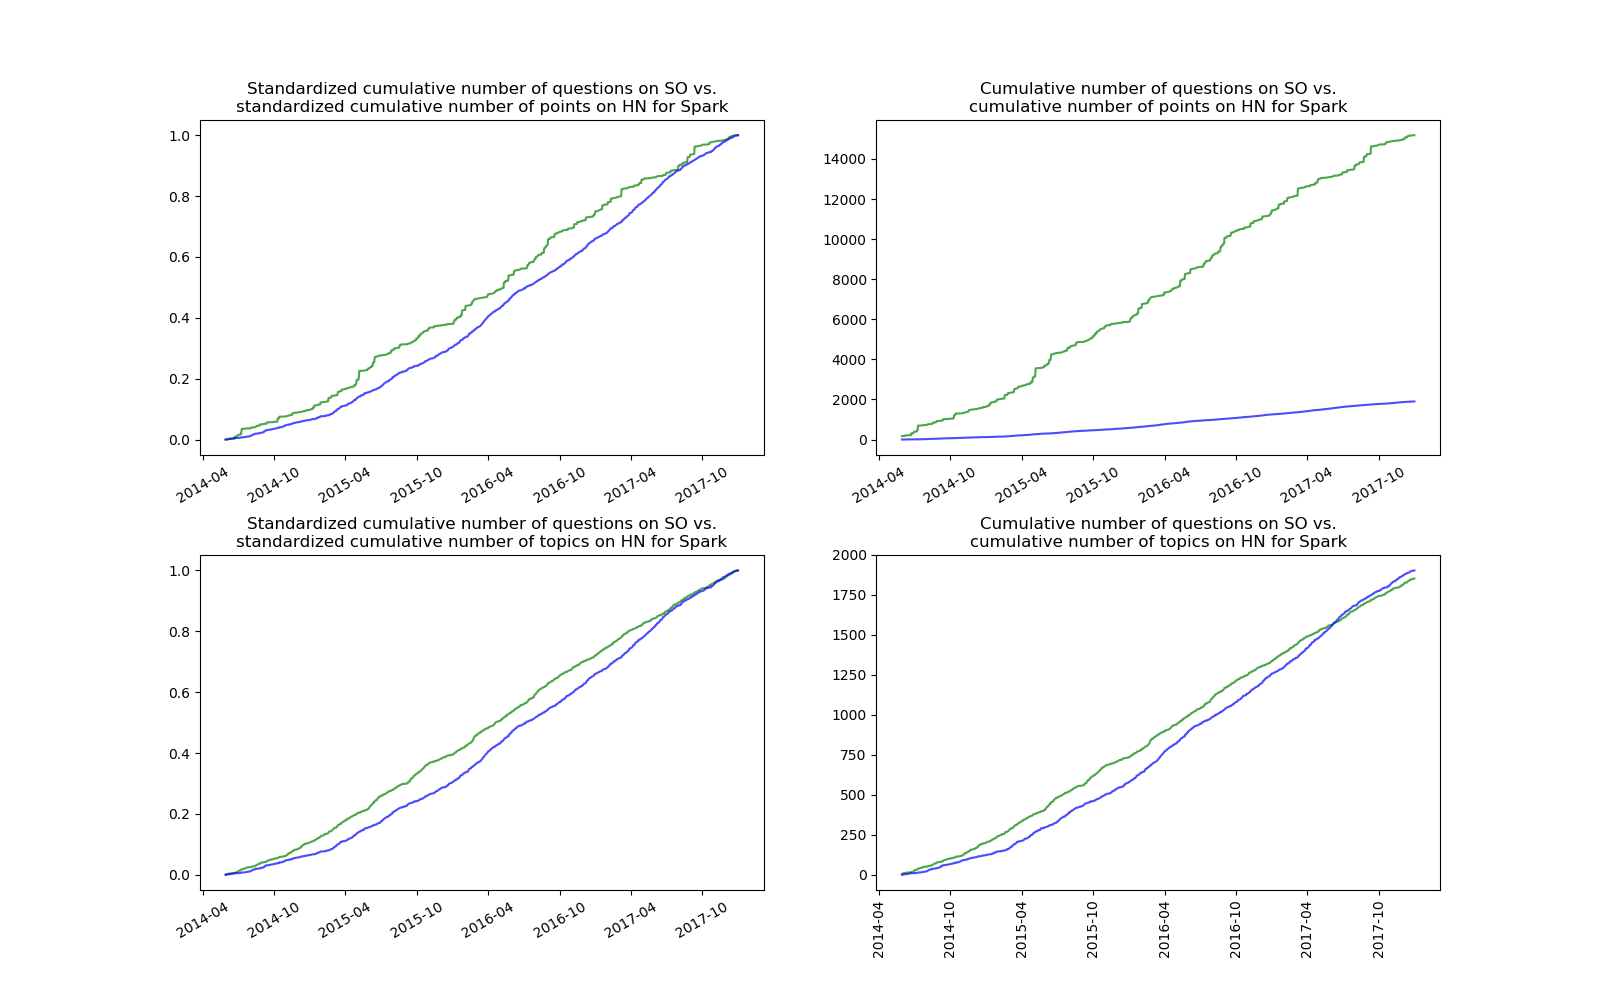 Standardized cumulative number of questions on SO vs.
standardized cumulative number of points on HN for Spark
1.0
0.8
0.6
0.4
0.2
0.0
2014-04 2014-10 2015-04 2015-10 2016-04 2016-10 2017-04 2017-10
Cumulative number of questions on SO vs.
cumulative number of points on HN for Spark
14000
12000
10000
8000
6000
4000
2000
0
2014-04 2014-10 2015-04 2015-10 2016-04 2016-10 2017-04 2017-10
Standardized cumulative number of questions on SO vs.
standardized cumulative number of topics on HN for Spark
1.0
0.8
0.6
0.4
0.2
0.0
2014-04 2014-10 2015-04 2015-10 2016-04 2016-10 2017-04 2017-10
Cumulative number of questions on SO vs.
cumulative number of topics on HN for Spark
2000
1750
1500
1250
1000
750
500
250
0
2014-04 2014-10 2015-04 2015-10 2016-04 2016-10 2017-04 2017-10